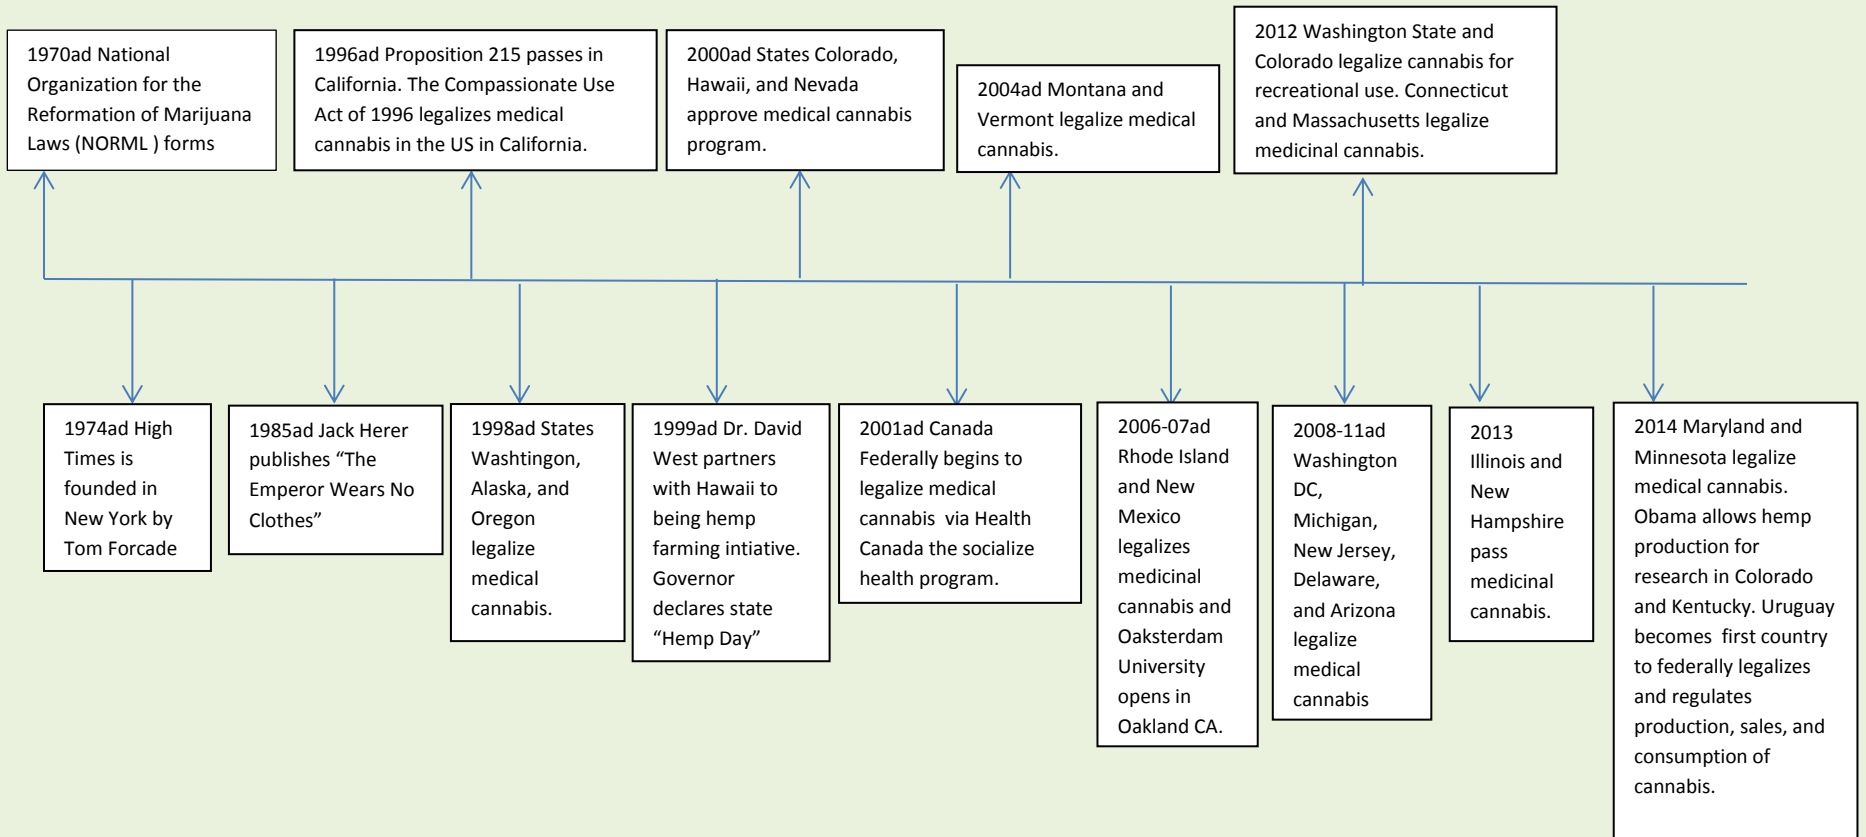 1970ad National
Organization for the
Reformation of Marijuana
Laws (NORML ) forms
1996ad Proposition 215 passes in
California. The Compassionate Use
Act of 1996 legalizes medical
cannabis in the US in California.
2000ad States Colorado,
Hawaii, and Nevada
approve medical cannabis
program.
2004ad Montana and
Vermont legalize medical
cannabis.
2012 Washington State and
Colorado legalize cannabis for
recreational use. Connecticut
and Massachusetts legalize
medicinal cannabis.
1974ad High
Times is
founded in
New York by
Tom Forcade
1985ad Jack Herer
publishes “The
Emperor Wears No
Clothes”
1998ad States
Washtingon,
Alaska, and
Oregon
legalize
medical
cannabis.
1999ad Dr. David
West partners
with Hawaii to
being hemp
farming intiative.
Governor
declares state
“Hemp Day”
2001ad Canada
Federally begins to
legalize medical
cannabis via Health
Canada the socialize
health program.
2006-07ad
Rhode Island
and New
Mexico
legalizes
medicinal
cannabis and
Oaksterdam
University
opens in
Oakland CA.
2008-11ad
Washington
DC,
Michigan,
New Jersey,
Delaware,
and Arizona
legalize
medical
cannabis
2013
Illinois and
New
Hampshire
pass
medicinal
cannabis.
2014 Maryland and
Minnesota legalize
medical cannabis.
Obama allows hemp
production for
research in Colorado
and Kentucky. Uruguay
becomes first country
to federally legalizes
and regulates
production, sales, and
consumption of
cannabis.